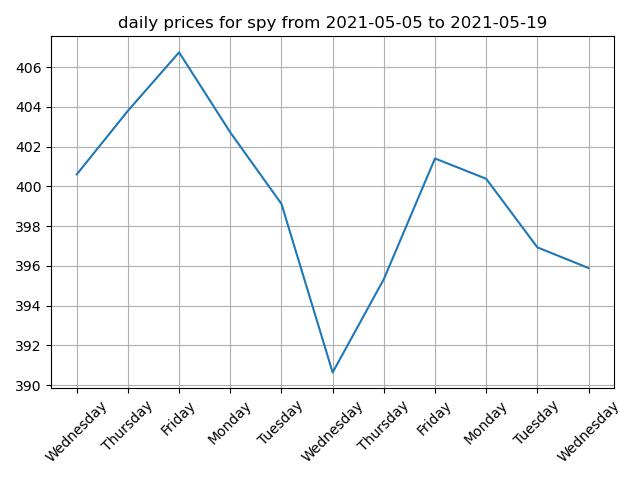 daily prices for spy from 2021-05-05 to 2021-05-19
406
404
402
400
398
396
394
392
390
Wednesday
Thursday
Friday
Monday
Tuesday
Wednesday
Thursday
Friday
Monday
Tuesday
Wednesday